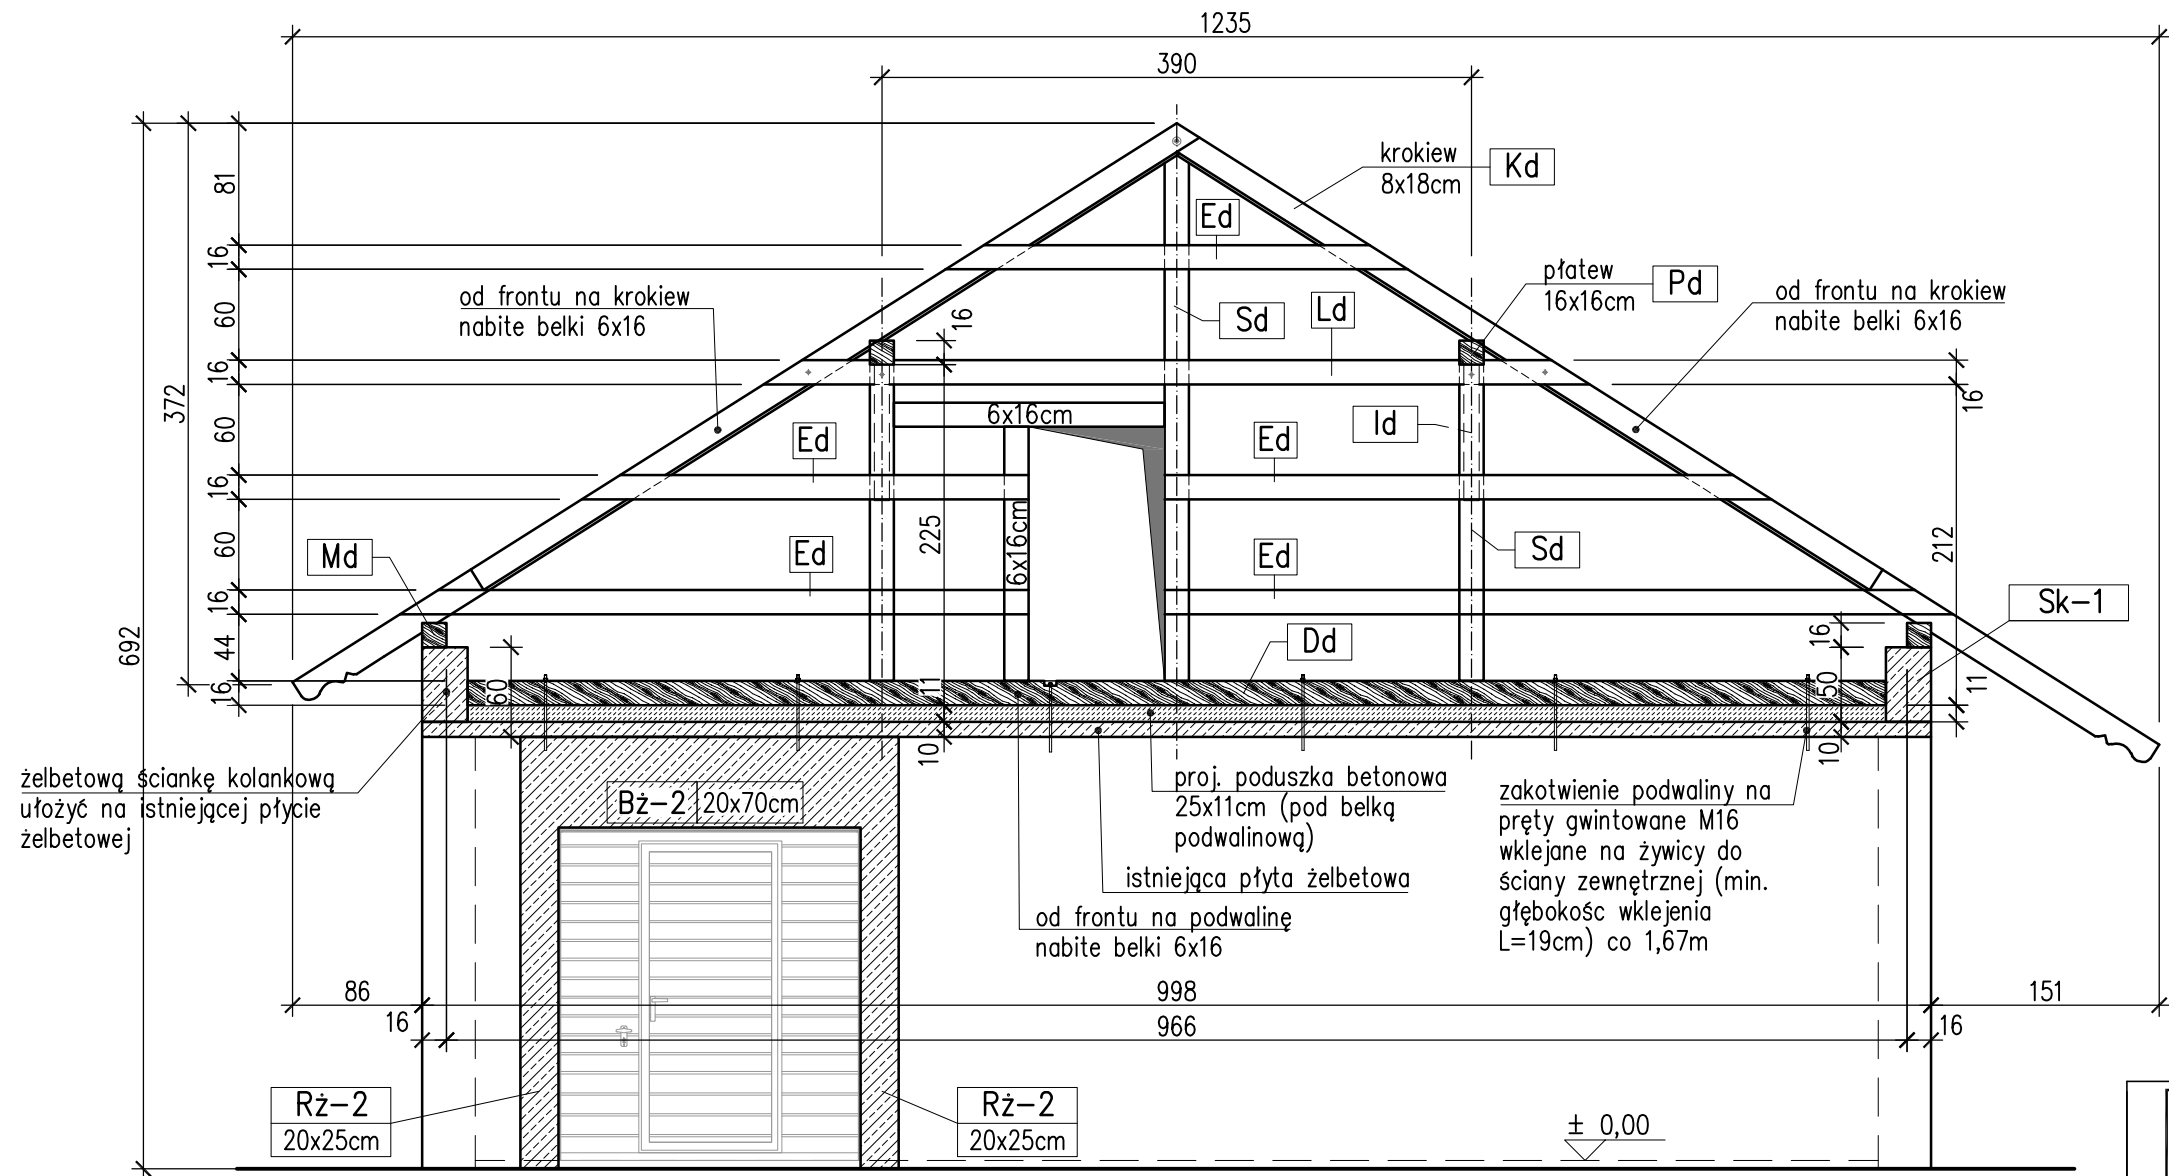 1235
390
krokiew
8x18cm
Kd
Ed
81
16
60
16
60
16
60
16
44
16
372
692
od frontu na krokiew
nabite belki 6x16
16
Sd
Ld
płatew
16x16cm
Pd
od frontu na krokiew
nabite belki 6x16
6x16cm
Id
16
Ed
Ed
225
6x16cm
Md
Ed
Ed
Sd
212
Sk-1
Dd
16
60
11
50
11
10
10
żelbetową ściankę kolankową
ułożyć na istniejącej płycie
żelbetowej
Bż-2 20x70cm
proj. poduszka betonowa
25x11cm (pod belką
podwalinową)
istniejąca płyta żelbetowa
od frontu na podwalinę
nabite belki 6x16
zakotwienie podwaliny na
pręty gwintowane M16
wklejane na żywicy do
ściany zewnętrznej (min.
głębokośc wklejenia
L=19cm) co 1,67m
86
998
151
16
966
16
Rż-2
20x25cm
Rż-2
20x25cm
± 0,00